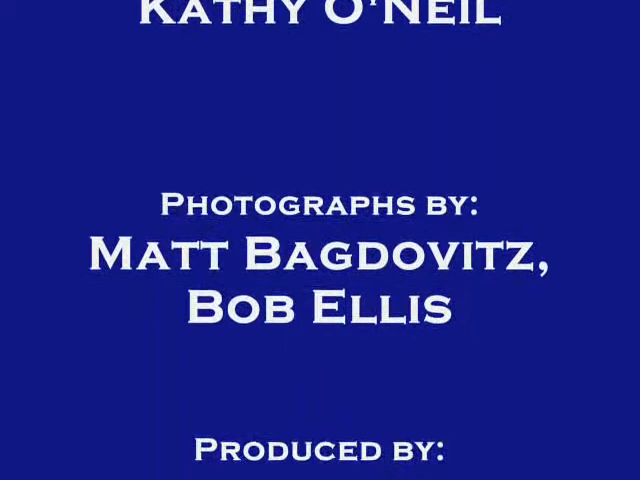 Kathy O'Neil
Photographs by:
Matt Bagdovitz,
Bob Ellis
Produced by: